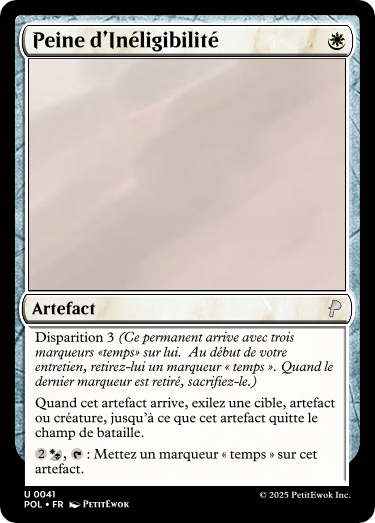 Peine d'Inéligibilité
Artefact
Disparition 3 (Ce permanent arrive avec trois
marqueurs «temps» sur lui. Au début de votre
entretien, retirez-lui un marqueur « temps ». Quand le
dernier marqueur est retiré, sacrifiez-le.)
Quand cet artefact arrive, exilez une cible, artefact
ou créature, jusqu'à ce que cet artefact quitte le
champ de bataille.
2, : Mettez un marqueur « temps » sur cet
artefact.
U 0041
POL • FR PetitEwok
© 2025 PetitEwok Inc.